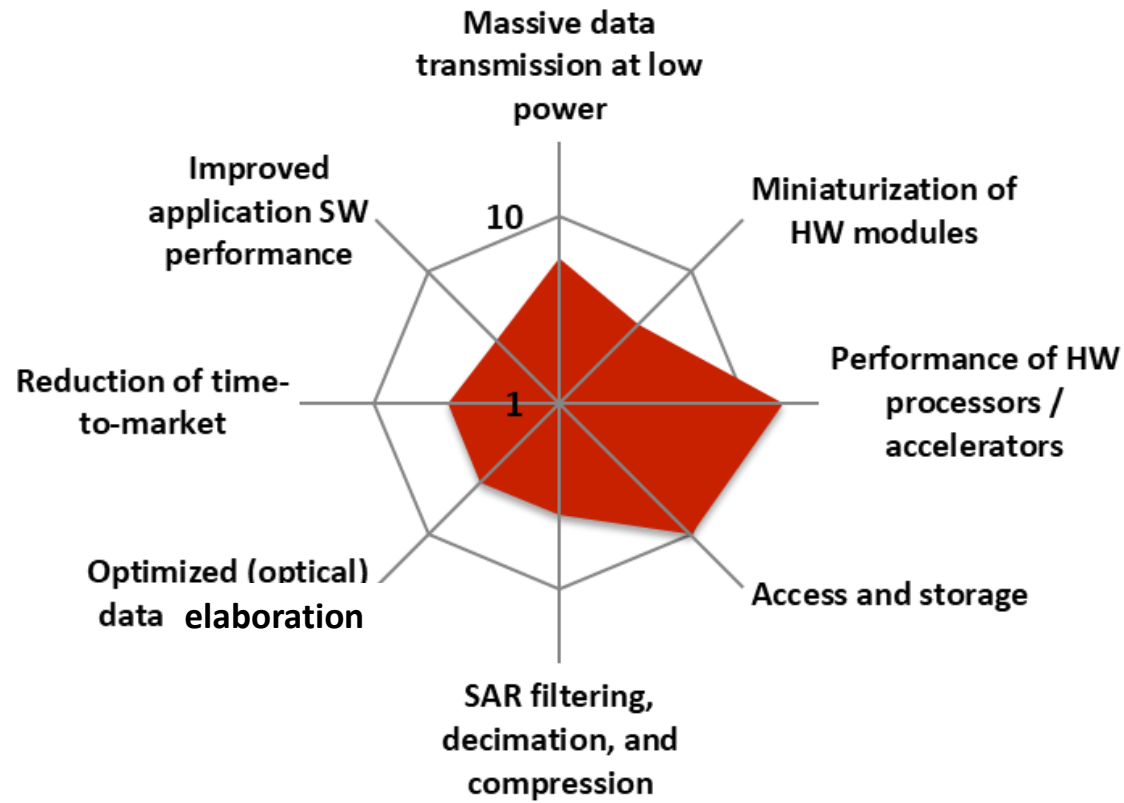 Massive data
transmission at low
power
Improved
application SW
performance
10
Miniaturization of
HW modules
Reduction of time-
to-market
1
Performance of HW
processors /
accelerators
Optimized (optical)
data elaboration
Access and storage
SAR filtering,
decimation, and
compression